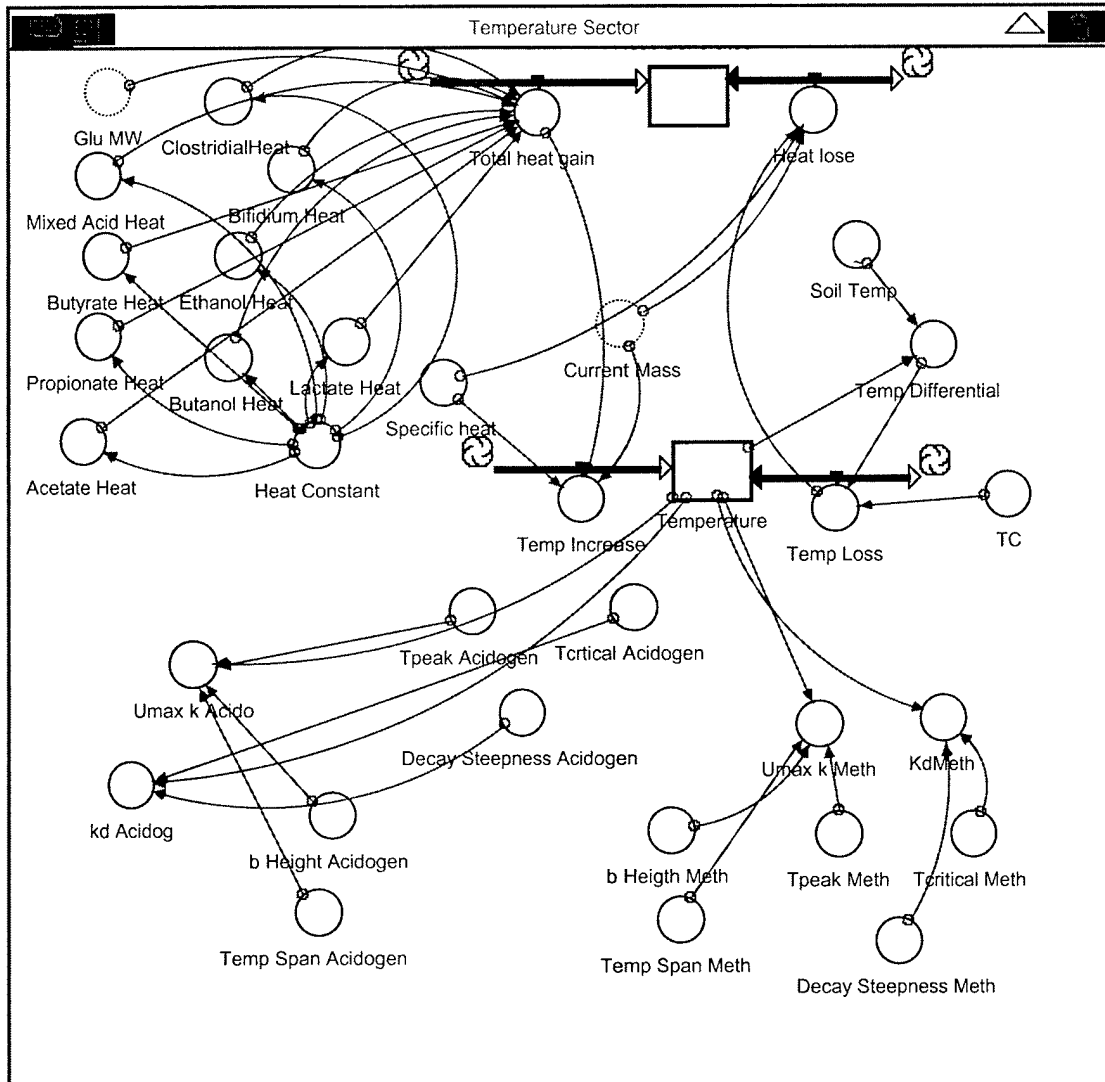 Temperature Sector
Glu MW
ClostridialHeat
Total heat gain
Heat lose
Mixed Acid Heat
Bifidium Heat
Butyrate Heat
Ethanol Heat
Soil Temp
Propionate Heat
Butanol Heat
Lactate Heat
Current Mass
Temp Differential
Specific heat
Acetate Heat
Heat Constant
Temp Increase
Temperature
Temp Loss
TC
Tpeak Acidogen
Tcrtical Acidogen
Umax k Acido
Decay Steepness Acidogen
Umax k Meth
KdMeth
kd Acidog
b Height Acidogen
b Heigth Meth
Tpeak Meth
Tcritical Meth
Temp Span Acidogen
Temp Span Meth
Decay Steepness Meth